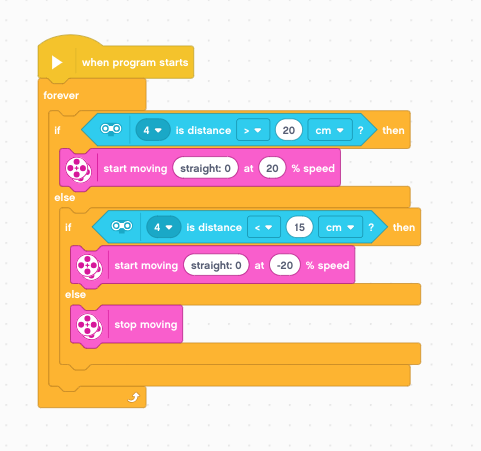 when program starts
forever
if 4 is distance > 20 cm ? then
start moving straight: 0 at 20 % speed
else
if 4 is distance < 15 cm ? then
start moving straight: 0 at -20 % speed
else
stop moving